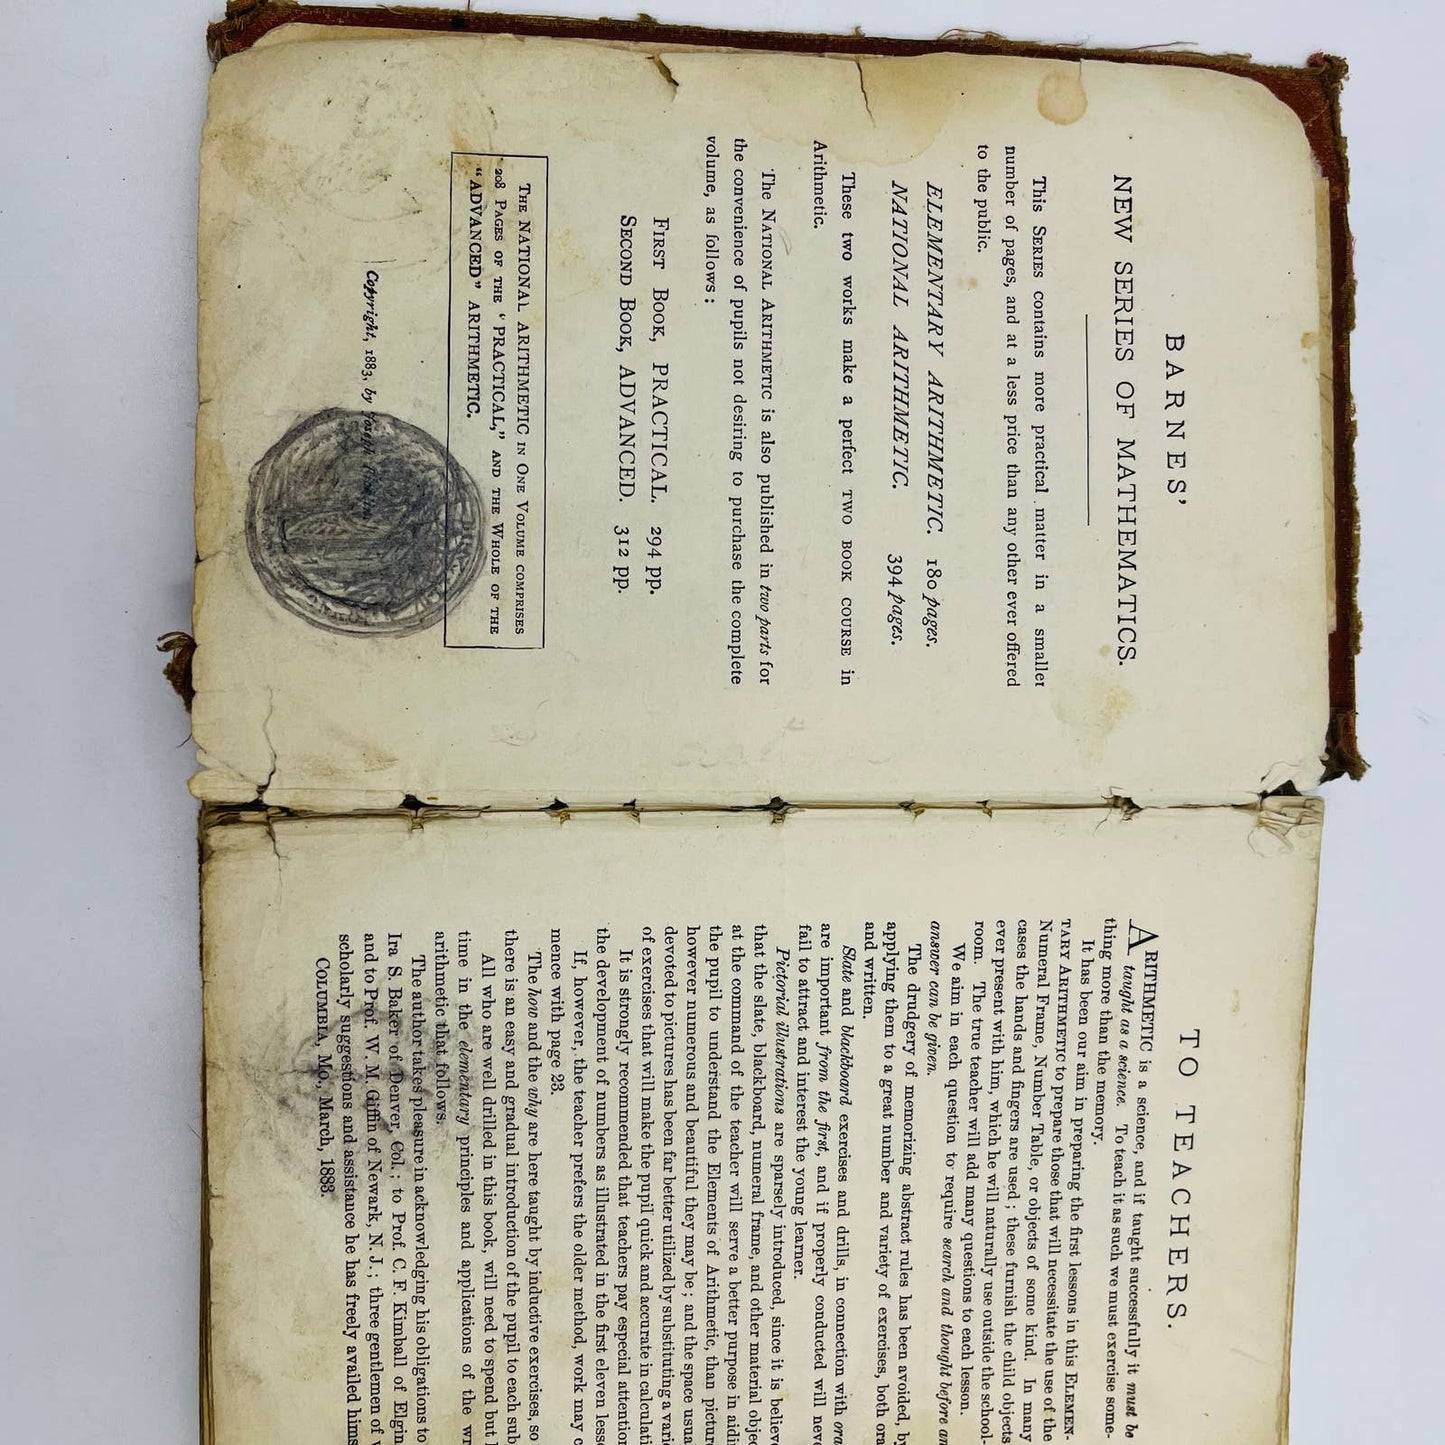 BARNES'
NEW SERIES OF MATHEMATICS.
This SERIES contains more practical matter in a smaller
number of pages, and at a less price than any other ever offered
to the public.
ELEMENTARY ARITHMETIC. 180 pages.
NATIONAL ARITHMETIC. 394 pages.
These two works make a perfect TWO BOOK COURSE in
Arithmetic.
The NATIONAL ARITHMETIC is also published in two parts for
the convenience of pupils not desiring to purchase the complete
volume, as follows:
FIRST BOOK, PRACTICAL. 294 pp.
SECOND BOOK, ADVANCED. 312 pp.
THE NATIONAL ARITHMETIC IN ONE VOLUME COMPRISES
208 PAGES OF THE "PRACTICAL," AND THE WHOLE OF THE
"ADVANCED" ARITHMETIC.
Copyright, 1883, by Joseph
TO TEACHERS.
ARITHMETIC is a science, and if taught successfully it must be
taught as a science. To teach it as such we must exercise some-
thing more than the memory.
It has been our aim in preparing the first lessons in this ELEMEN-
TARY ARITHMETIC to prepare those that will necessitate the use of the
Numeral Frame, Number Table, or objects of some kind. In many
cases the hands and fingers are used; these furnish the child objects
ever present with him, which he will naturally use outside the school-
room. The true teacher will add many questions to each lesson.
We aim in each question to require search and thought before an
answer can be given.
The drudgery of memorizing abstract rules has been avoided, by
applying them to a great number and variety of exercises, both
and written.
Slate and blackboard exercises and drills, in connection with
are important from the first, and if properly conducted will
fail to attract and interest the young learner.
Pictorial illustrations are sparsely introduced, since it is
that the slate, blackboard, numeral frame, and other material
at the command of the teacher will serve a better purpose in
the pupil to understand the Elements of Arithmetic, than
however numerous and beautiful they may be; and the space
devoted to pictures has been far better utilized by substituting a
of exercises that will make the pupil quick and accurate in
It is strongly recommended that teachers pay especial
the development of numbers as illustrated in the first eleven
If, however, the teacher prefers the older method, work may
mence with page 23.
The how and the why are here taught by inductive exercises, so
there is an easy and gradual introduction of the pupil to each
All who are well drilled in this book, will need to spend but
time in the elementary principles and applications of the
arithmetic that follows.
The author takes pleasure in acknowledging his obligations to
Ira S. Baker of Denver, Col.; to Prof. C. F. Kimball of Elgin
and to Prof. W. M. Giffin of Newark, N. J.; three gentlemen of
scholarly suggestions and assistance he has freely availed
COLUMBIA, Mo., March, 1883.